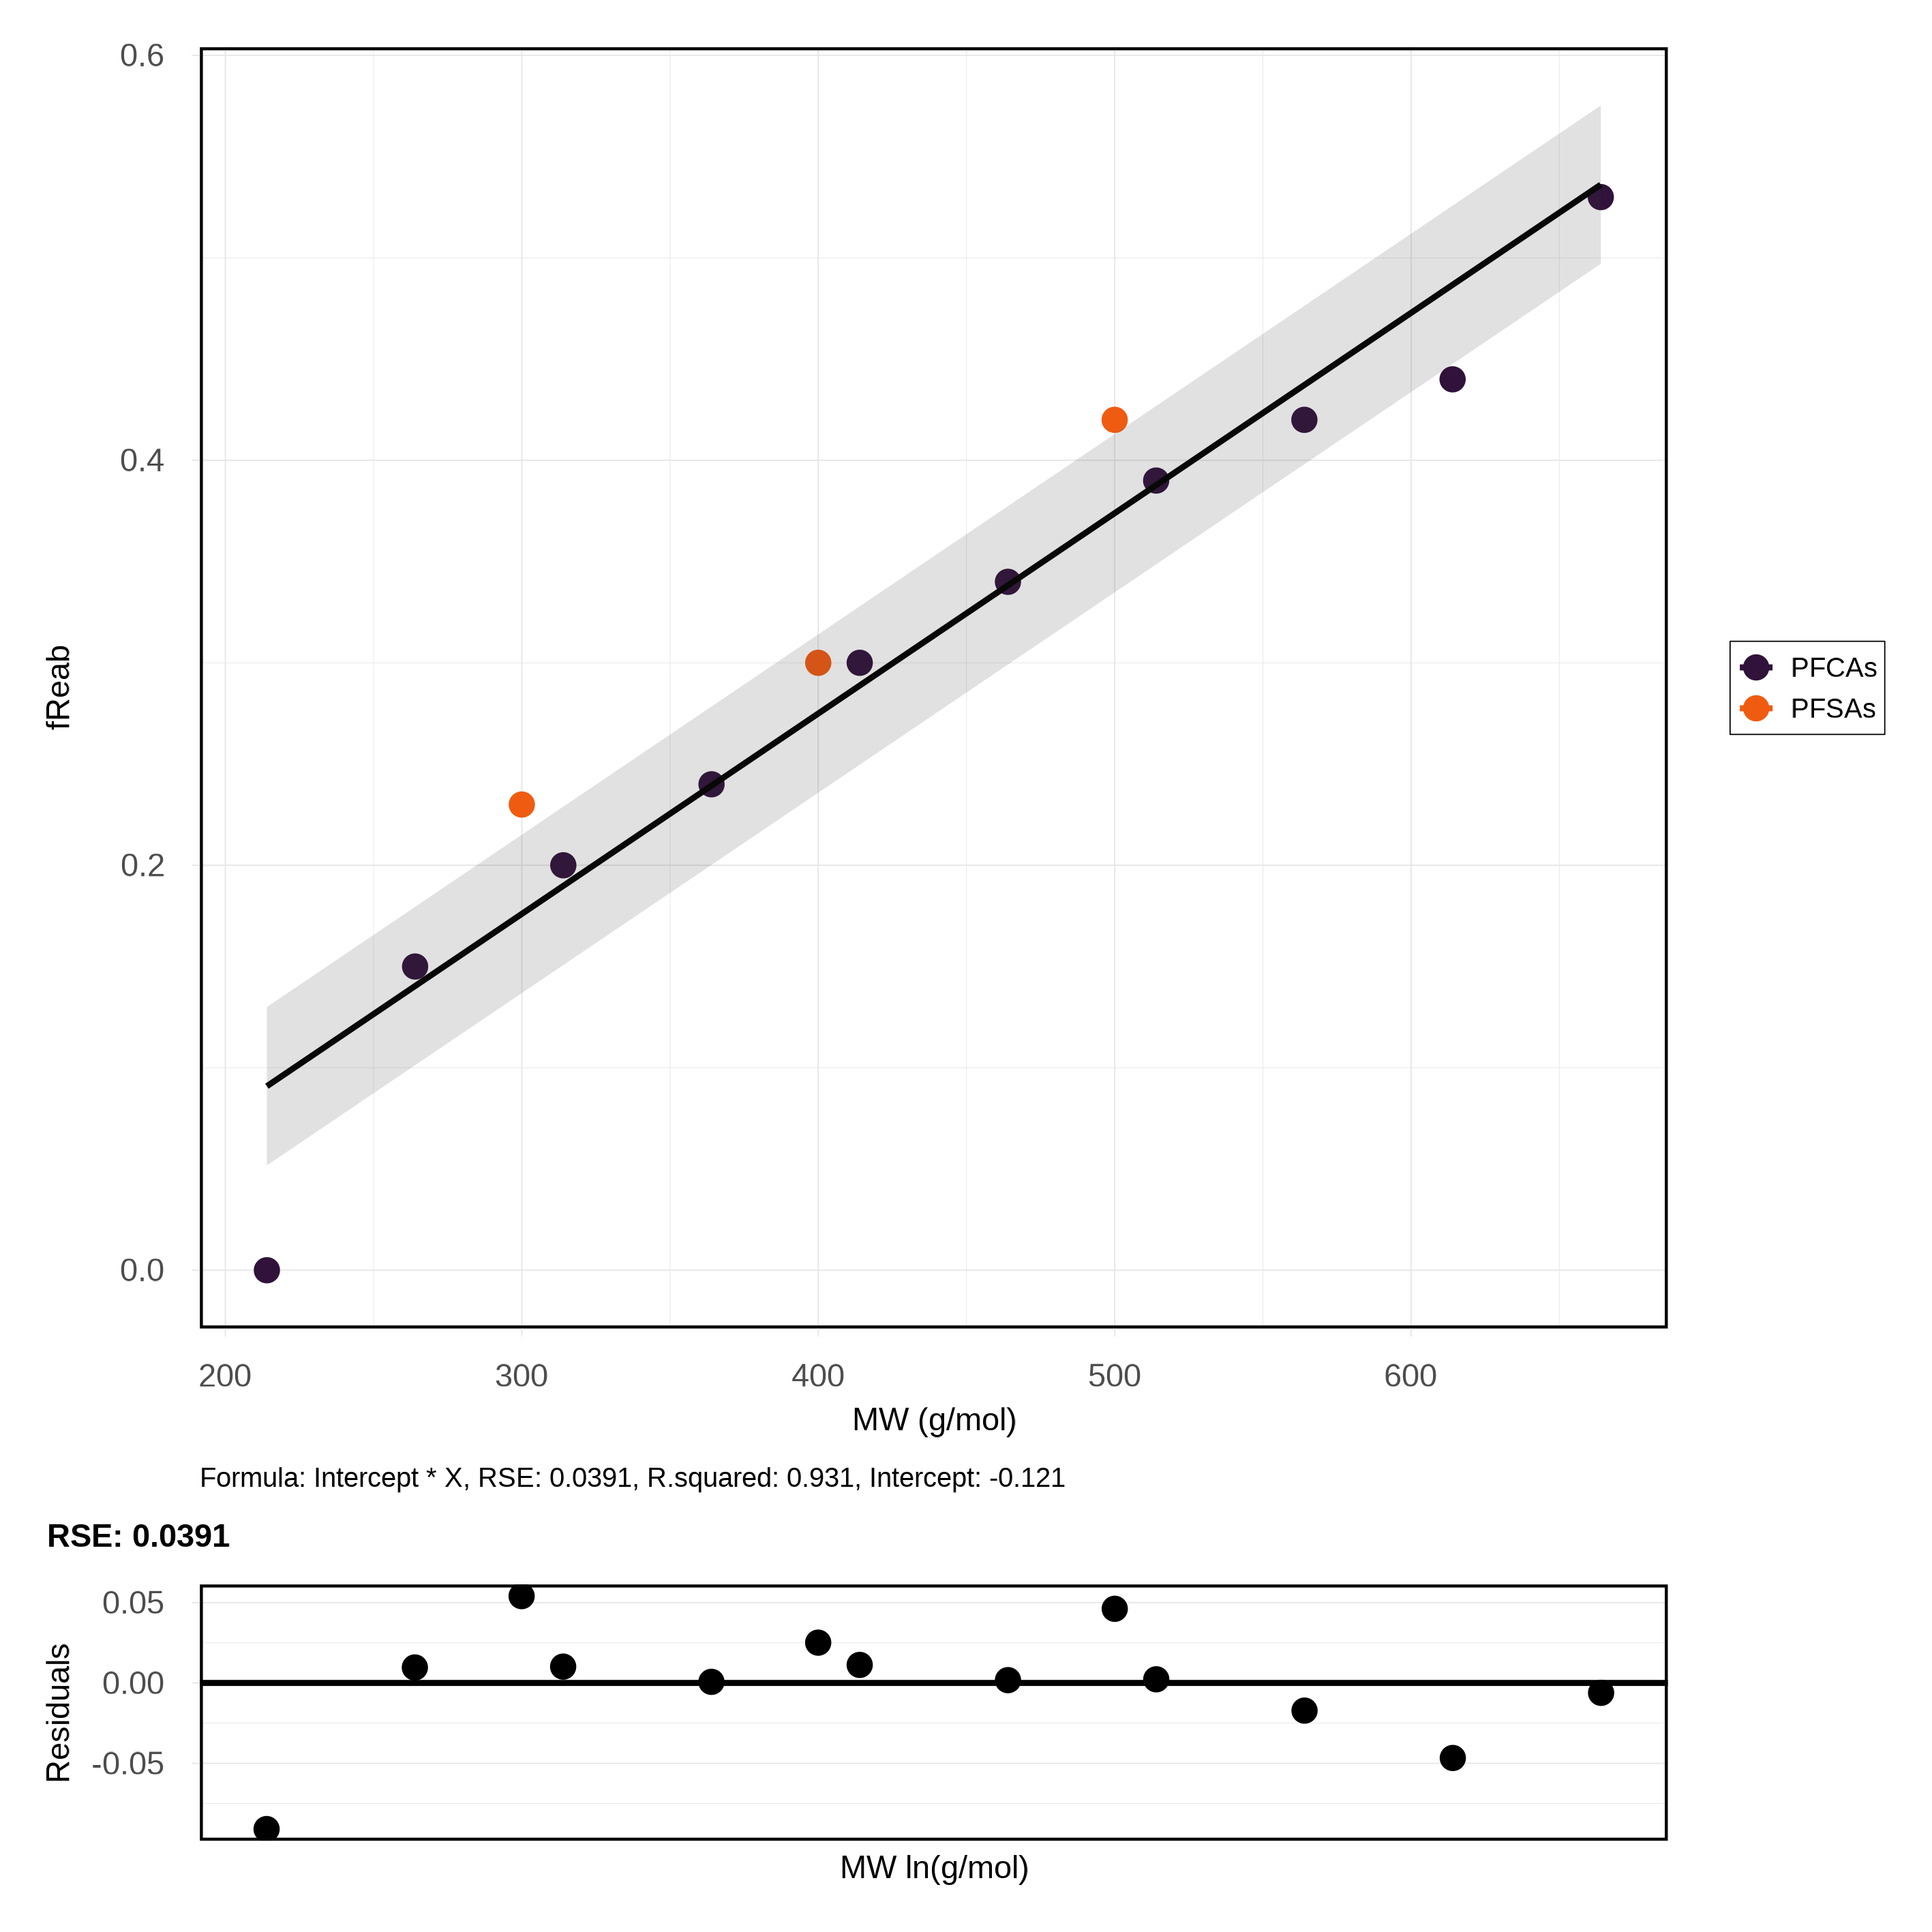 0.6
0.4
0.2
0.0
fReab
200 300 400 500 600
MW (g/mol)
PFCAs
PFSAs
Formula: Intercept * X, RSE: 0.0391, R.squared: 0.931, Intercept: -0.121
RSE: 0.0391
0.05
0.00
-0.05
Residuals
MW ln(g/mol)